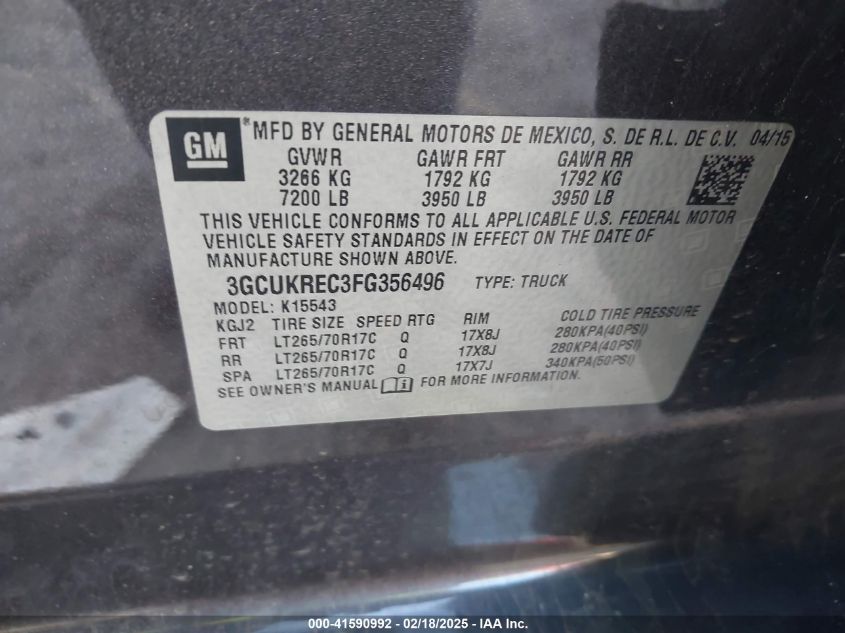 GM
® MFD BY GENERAL MOTORS DE MEXICO, S. DE R.L. DE C.V. 04/15
GVWR GAWR FRT GAWR RR
3266 KG 1792 KG 1792 KG
7200 LB 3950 LB 3950 LB
THIS VEHICLE CONFORMS TO ALL APPLICABLE U.S. FEDERAL MOTOR
VEHICLE SAFETY STANDARDS IN EFFECT ON THE DATE OF
MANUFACTURE SHOWN ABOVE.
3GCUKREC3FG356496 TYPE: TRUCK
MODEL: K15543
KGJ2 TIRE SIZE SPEED RTG RIM COLD TIRE PRESSURE
FRT LT265/70R17C Q 17X8J 280KPA(40PSI)
RR LT265/70R17C Q 17X8J 280KPA(40PSI)
SPA LT265/70R17C Q 17X7J 340KPA(50PSI)
SEE OWNER'S MANUAL FOR MORE INFORMATION.
000-41590992 - 02/18/2025 - IAA Inc.